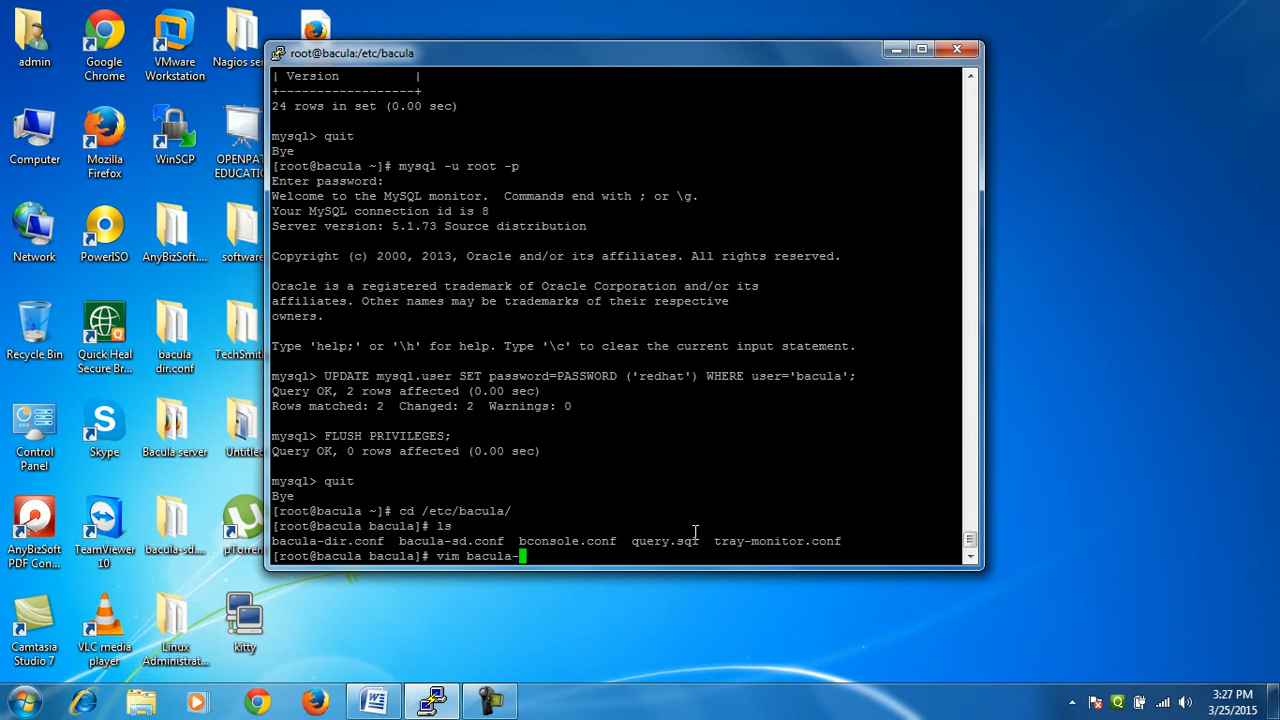 root@bacula:/etc/bacula
| Version          |
+------------------+
24 rows in set (0.00 sec)
mysql> quit
Bye
[root@bacula ~]# mysql -u root -p
Enter password:
Welcome to the MySQL monitor.  Commands end with ; or \g.
Your MySQL connection id is 8
Server version: 5.1.73 Source distribution
Copyright (c) 2000, 2013, Oracle and/or its affiliates. All rights reserved.
Oracle is a registered trademark of Oracle Corporation and/or its
affiliates. Other names may be trademarks of their respective
owners.
Type 'help;' or '\h' for help. Type '\c' to clear the current input statement.
mysql> UPDATE mysql.user SET password=PASSWORD ('redhat') WHERE user='bacula';
Query OK, 2 rows affected (0.00 sec)
Rows matched: 2  Changed: 2  Warnings: 0
mysql> FLUSH PRIVILEGES;
Query OK, 0 rows affected (0.00 sec)
mysql> quit
Bye
[root@bacula ~]# cd /etc/bacula/
[root@bacula bacula]# ls
bacula-dir.conf  bacula-sd.conf  bconsole.conf  query.sql  tray-monitor.conf
[root@bacula bacula]# vim bacula-
admin
Google
Chrome
VMware
Workstation
Nagios ser
Computer
Mozilla
Firefox
WinSCP
OPENPAT
EDUCATIO
Network
PowerISO
AnyBizSoft....
software
Recycle Bin
Quick Heal
Secure Br...
bacula
dir.conf
TechSmith
Control
Panel
Skype
Bacula server
Untitled
AnyBizSoft
PDF Con...
TeamViewer
10
bacula-sd....
µTorrent
Camtasia
Studio 7
VLC media
player
Linux
Administrat...
kitty
3:27 PM
3/25/2015